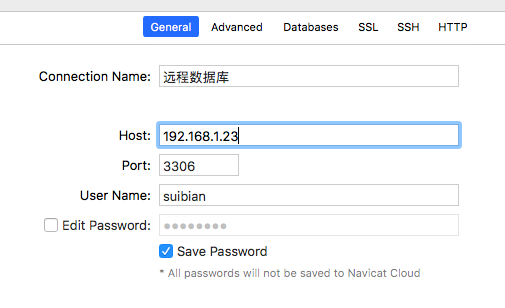 General Advanced Databases SSL SSH HTTP
Connection Name: 远程数据库
Host: 192.168.1.23
Port: 3306
User Name: suibian
Edit Password: ●●●●●●●●
Save Password
* All passwords will not be saved to Navicat Cloud